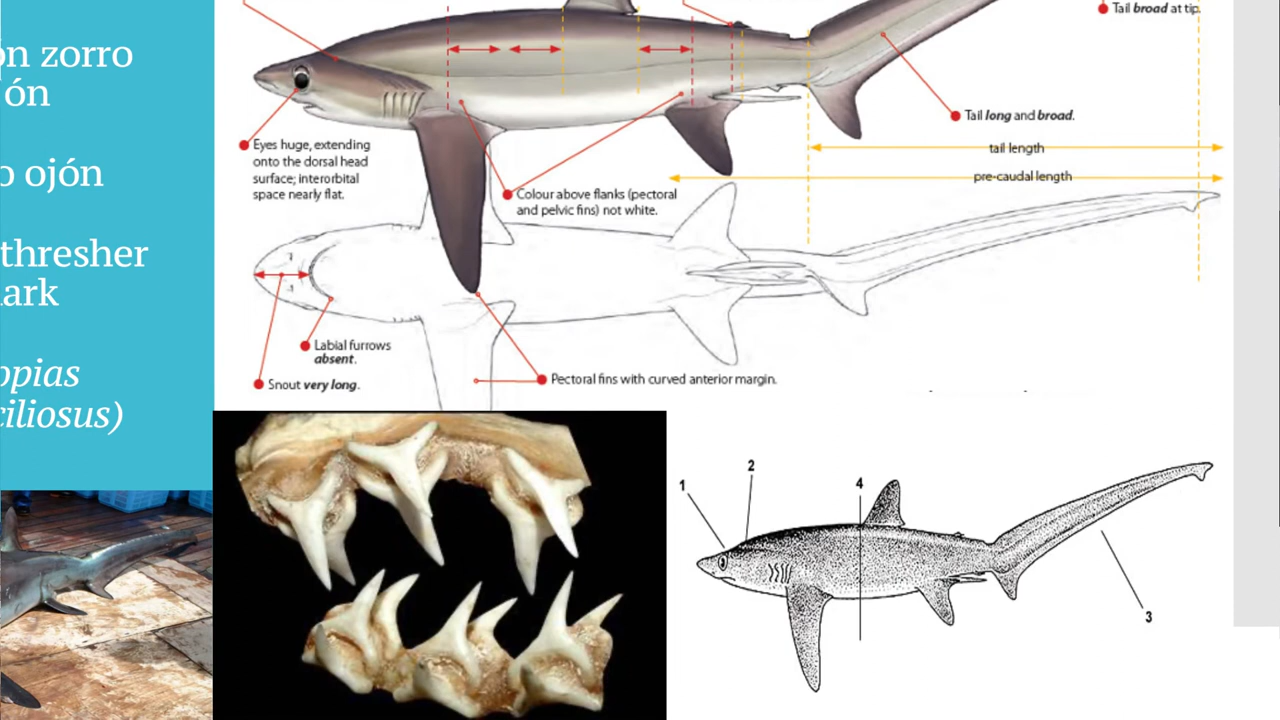 ón zorro
ón
o ojón
thresher
ark
opias
ciliosus)
Tail broad at tip.
Tail long and broad.
tail length
pre-caudal length
Eyes huge, extending
onto the dorsal head
surface; interorbital
space nearly flat.
Colour above flanks (pectoral
and pelvic fins) not white.
Labial furrows
absent.
Snout very long.
Pectoral fins with curved anterior margin.
1
2
4
3